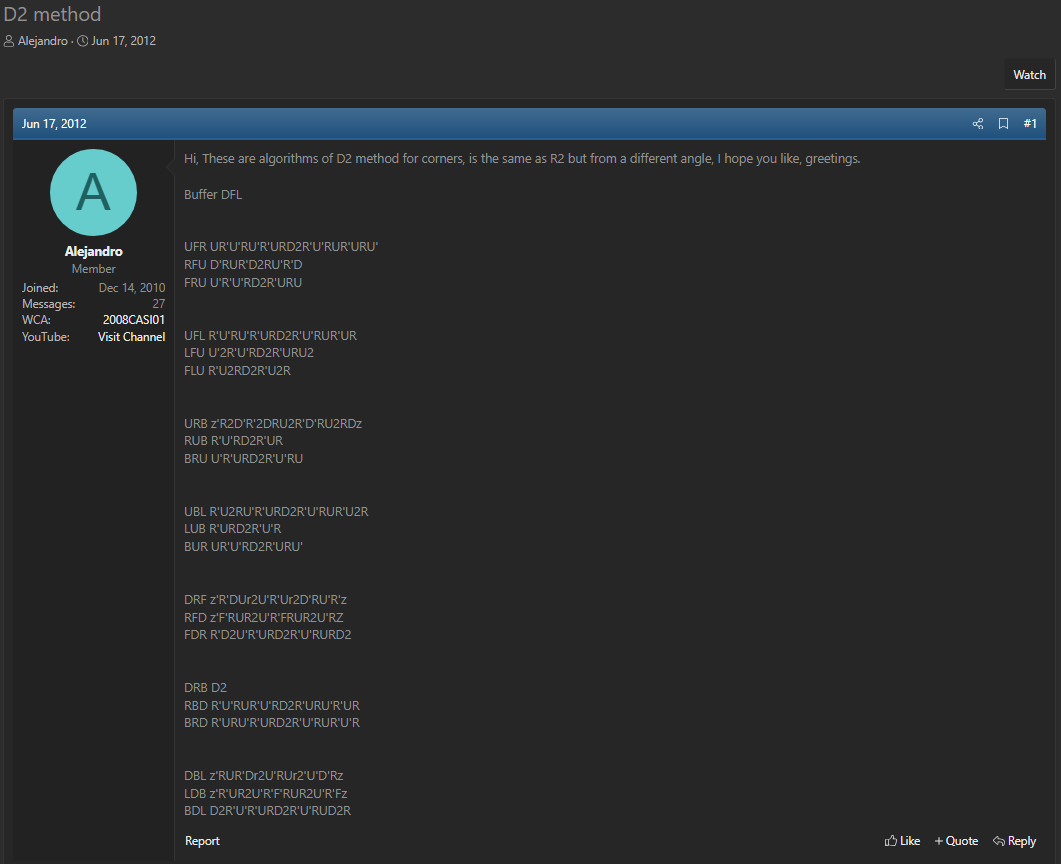 D2 method
Alejandro · Jun 17, 2012
Watch
Jun 17, 2012 #1
A
Alejandro
Member
Joined: Dec 14, 2010
Messages: 27
WCA: 2008CASI01
YouTube: Visit Channel
Hi, These are algorithms of D2 method for corners, is the same as R2 but from a different angle, I hope you like, greetings.
Buffer DFL
UFR UR'U'RU'R'URD2R'U'RUR'URU'
RFU D'RUR'D2RU'R'D
FRU U'R'U'RD2R'URU
UFL R'U'RU'R'URD2R'U'RUR'UR
LFU U'2R'U'RD2R'URU2
FLU R'U2RD2R'U2R
URB z'R2D'R'2DRU2R'D'RU2RDz
RUB R'U'RD2R'UR
BRU U'R'URD2R'U'RU
UBL R'U2RU'R'URD2R'U'RUR'U2R
LUB R'URD2R'U'R
BUR UR'U'RD2R'URU'
DRF z'R'DUr2U'R'Ur2D'RU'R'z
RFD z'F'RUR2U'R'FRUR2U'RZ
FDR R'D2U'R'URD2R'U'RURD2
DRB D2
RBD R'U'RUR'U'RD2R'URU'R'UR
BRD R'URU'R'URD2R'U'RUR'U'R
DBL z'RUR'Dr2U'RUr2'U'D'Rz
LDB z'R'UR2U'R'F'RUR2U'R'Fz
BDL D2R'U'R'URD2R'U'RUD2R
Report Like + Quote Reply